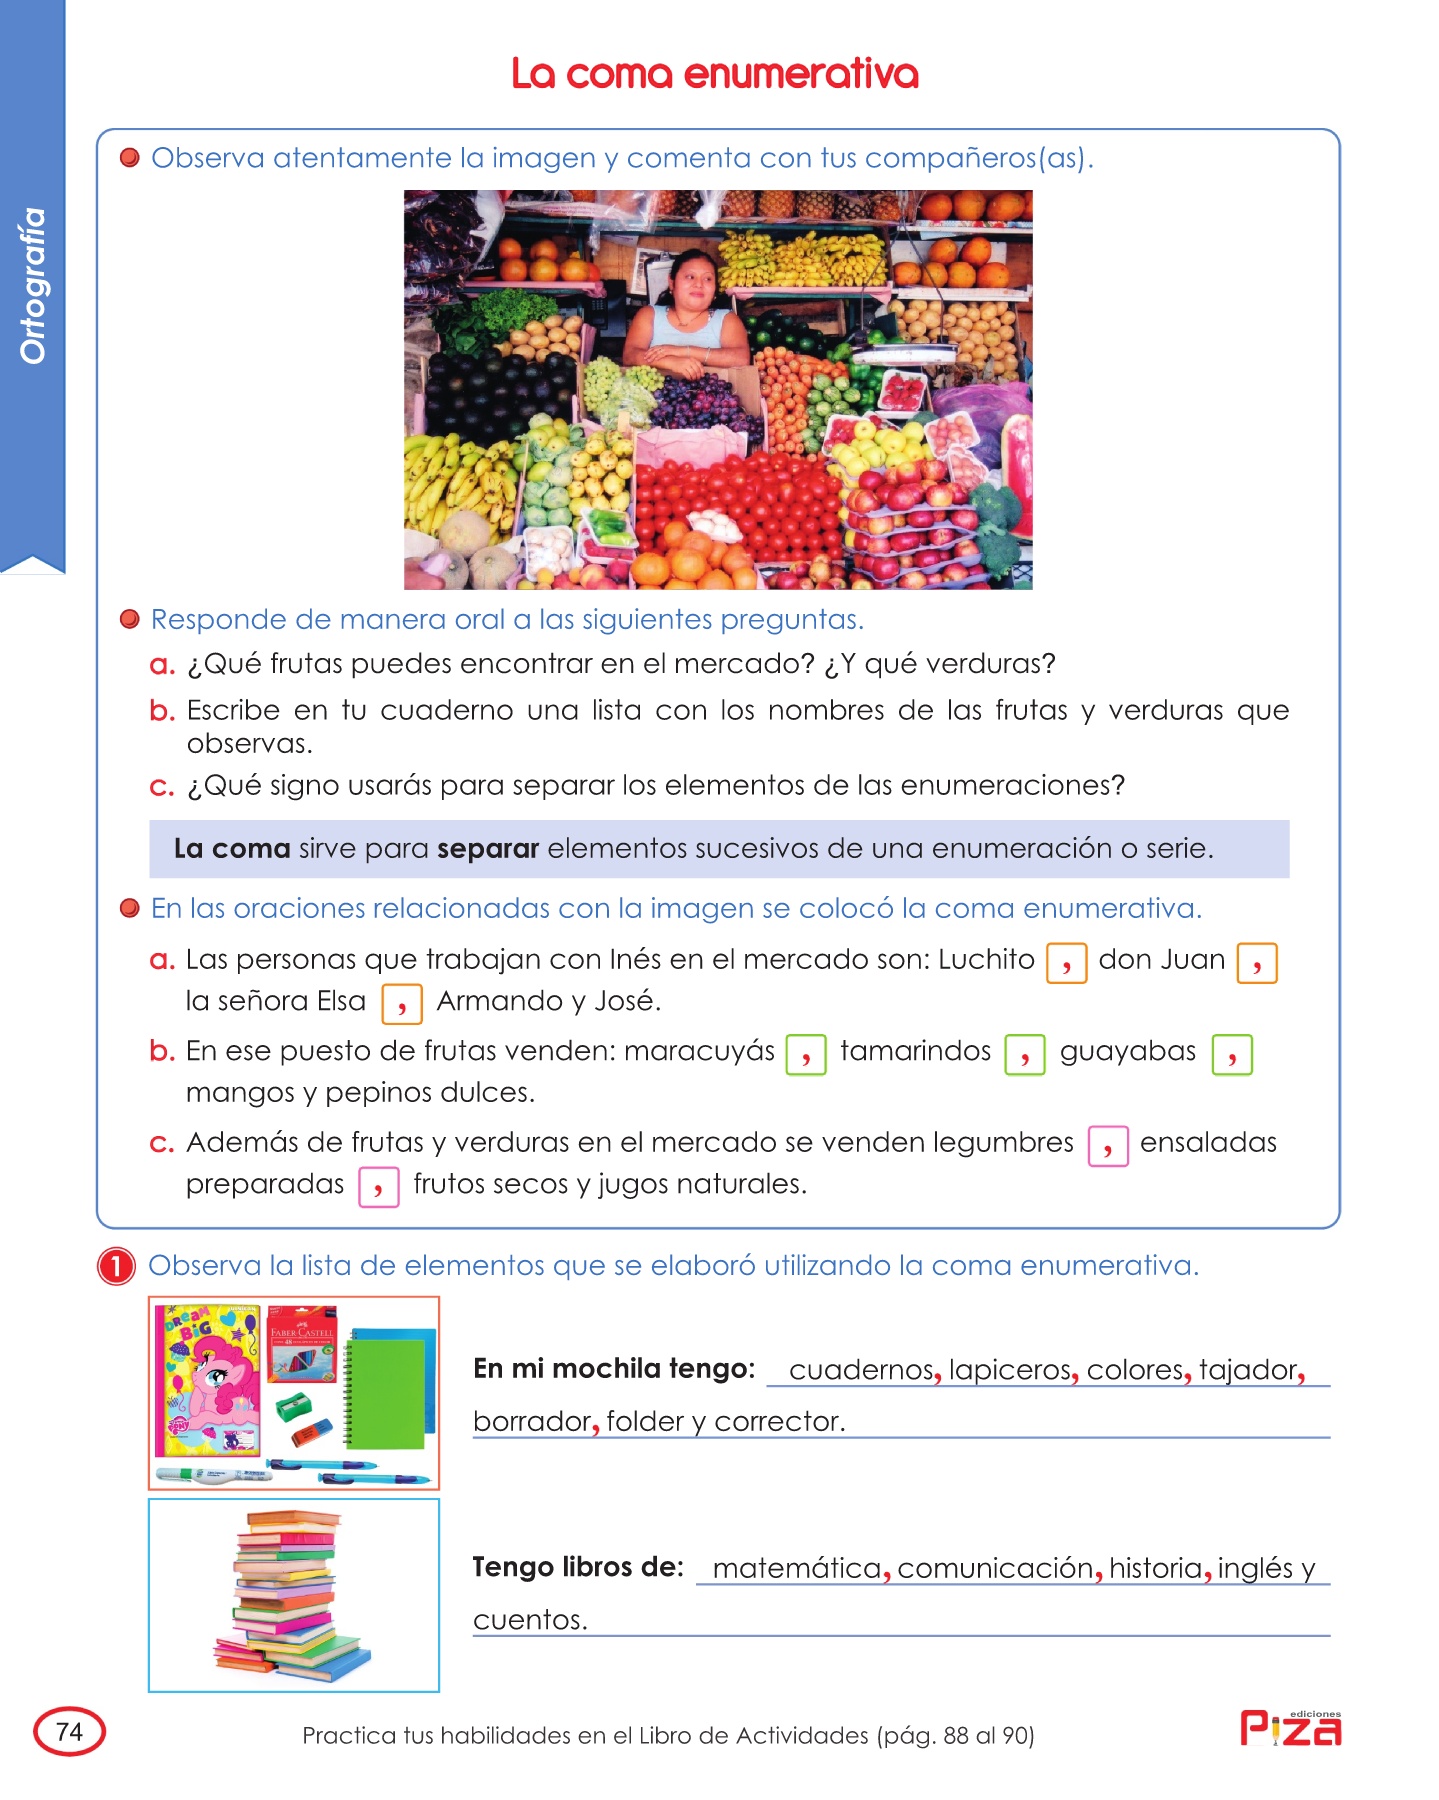 La coma enumerativa
Ortografía
Observa atentamente la imagen y comenta con tus compañeros(as).
Responde de manera oral a las siguientes preguntas.
a. ¿Qué frutas puedes encontrar en el mercado? ¿Y qué verduras?
b. Escribe en tu cuaderno una lista con los nombres de las frutas y verduras que
observas.
c. ¿Qué signo usarás para separar los elementos de las enumeraciones?
La coma sirve para separar elementos sucesivos de una enumeración o serie.
En las oraciones relacionadas con la imagen se colocó la coma enumerativa.
a. Las personas que trabajan con Inés en el mercado son: Luchito , don Juan ,
la señora Elsa , Armando y José.
b. En ese puesto de frutas venden: maracuyás , tamarindos , guayabas ,
mangos y pepinos dulces.
c. Además de frutas y verduras en el mercado se venden legumbres , ensaladas
preparadas , frutos secos y jugos naturales.
1 Observa la lista de elementos que se elaboró utilizando la coma enumerativa.
DREAM
BIG
FABER-CASTELL
48
En mi mochila tengo: cuadernos, lapiceros, colores, tajador,
borrador, folder y corrector.
Tengo libros de: matemática, comunicación, historia, inglés y
cuentos.
74
Practica tus habilidades en el Libro de Actividades (pág. 88 al 90)
ediciones
Piza